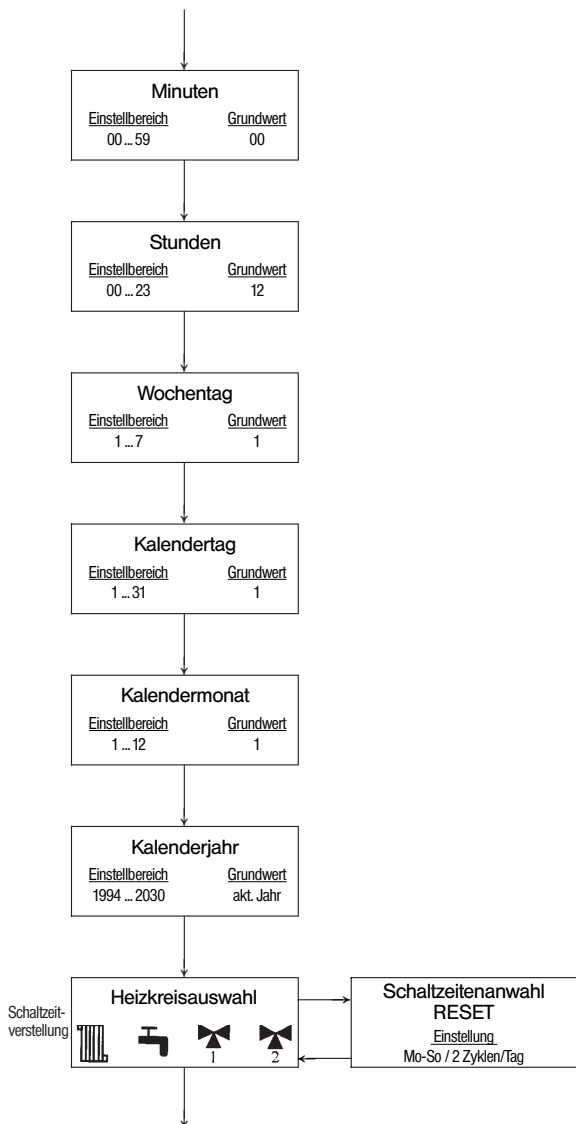 Minuten
Einstellbereich Grundwert
00 ... 59 00
Stunden
Einstellbereich Grundwert
00 ... 23 12
Wochentag
Einstellbereich Grundwert
1 ... 7 1
Kalendertag
Einstellbereich Grundwert
1 ... 31 1
Kalendermonat
Einstellbereich Grundwert
1 ... 12 1
Kalenderjahr
Einstellbereich Grundwert
1994 ... 2030 akt. Jahr
Schaltzeit-
verstellung
Heizkreisauswahl
1 2
Schaltzeitenanwahl
RESET
Einstellung
Mo-So / 2 Zyklen/Tag